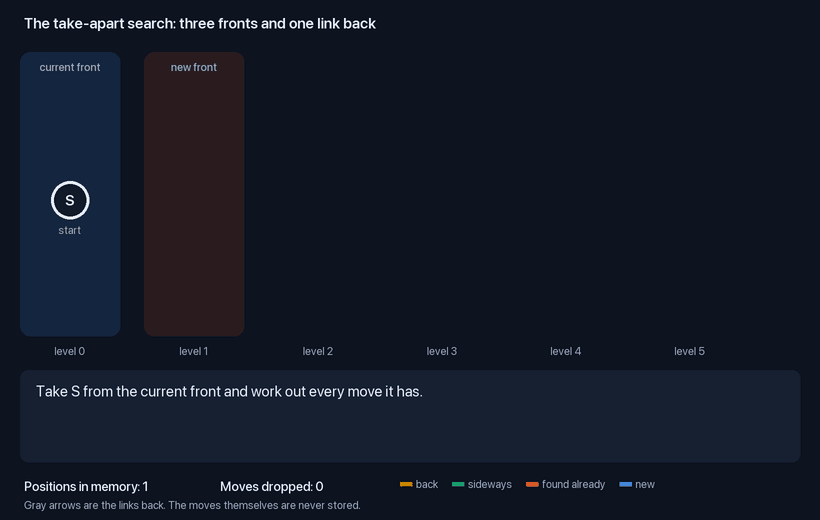 The take-apart search: three fronts and one link back
current front
new front
S
start
level 0
level 1
level 2
level 3
level 4
level 5
Take S from the current front and work out every move it has.
Positions in memory: 1
Moves dropped: 0
back
sideways
found already
new
Gray arrows are the links back. The moves themselves are never stored.